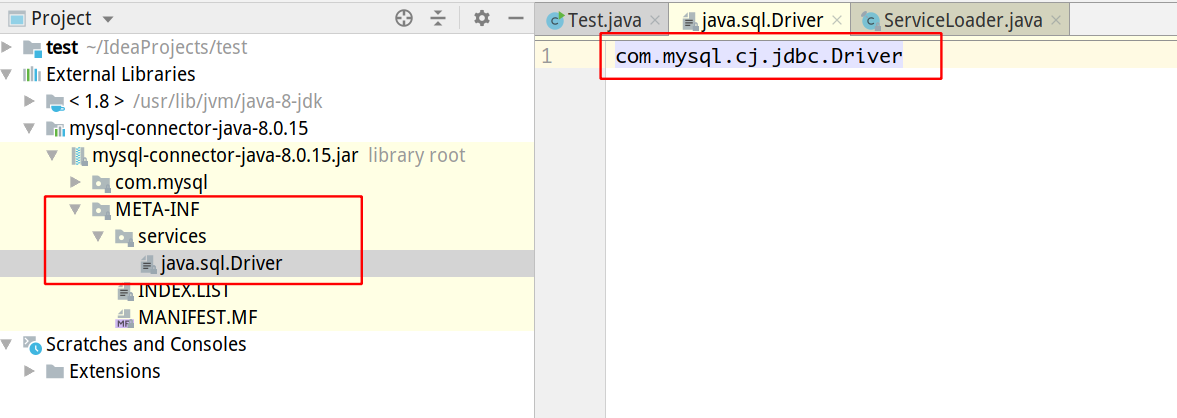 Project
test ~/IdeaProjects/test
External Libraries
< 1.8 > /usr/lib/jvm/java-8-jdk
mysql-connector-java-8.0.15
mysql-connector-java-8.0.15.jar library root
com.mysql
META-INF
services
java.sql.Driver
INDEX.LIST
MANIFEST.MF
MF
Scratches and Consoles
Extensions
Test.java
java.sql.Driver
ServiceLoader.java
1 com.mysql.cj.jdbc.Driver